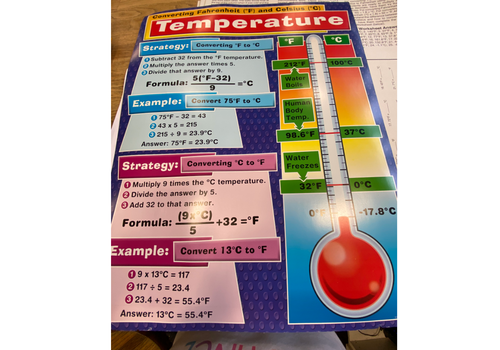 Converting Fahrenheit (°F) and Celsius (°C)
Temperature
Strategy: Converting °F to °C
1 Subtract 32 from the °F temperature.
2 Multiply the answer times 5.
3 Divide that answer by 9.
Formula: 5(°F-32) =°C
9
Example: Convert 75°F to °C
1 75°F - 32 = 43
2 43 x 5 = 215
3 215 ÷ 9 = 23.9°C
Answer: 75°F = 23.9°C
Strategy: Converting °C to °F
1 Multiply 9 times the °C temperature.
2 Divide the answer by 5.
3 Add 32 to that answer.
Formula: (9x°C) +32 =°F
5
Example: Convert 13°C to °F
1 9 x 13°C = 117
2 117 ÷ 5 = 23.4
3 23.4 + 32 = 55.4°F
Answer: 13°C = 55.4°F
°F °C
212°F 100°C
Water
Boils
Human
Body
Temp.
98.6°F 37°C
Water
Freezes
32°F 0°C
0°F -17.8°C